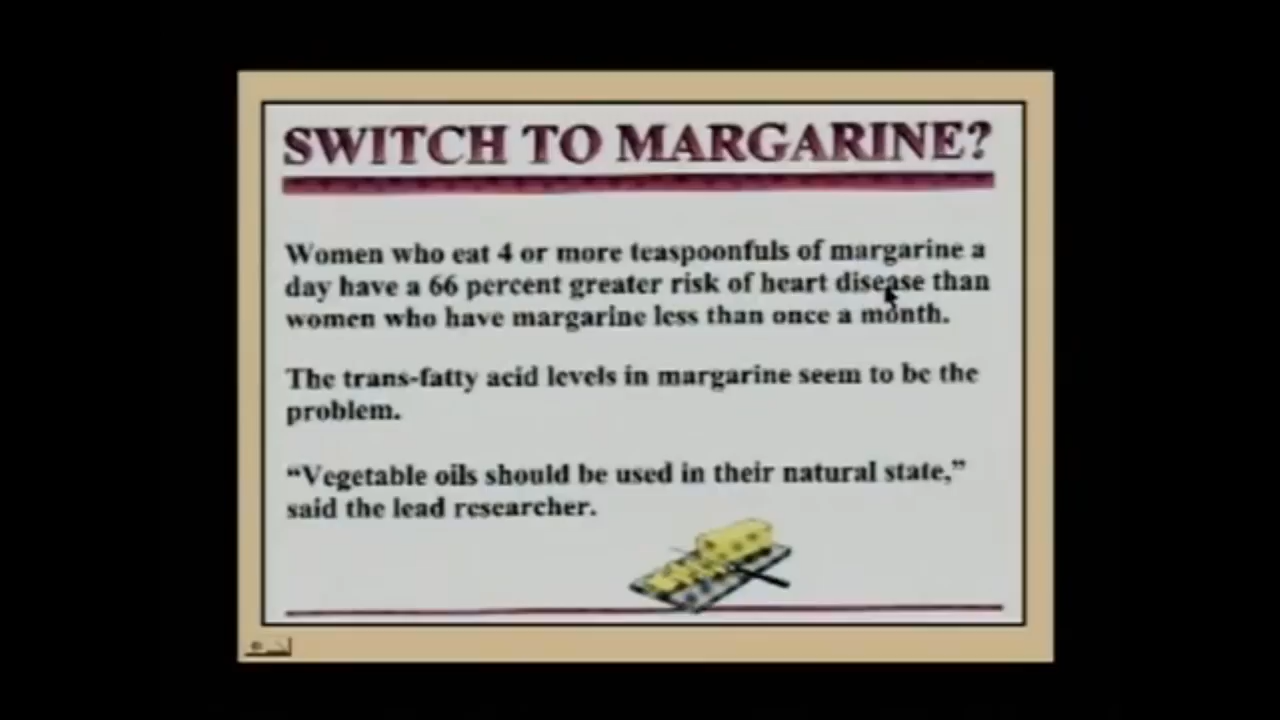 SWITCH TO MARGARINE?
Women who eat 4 or more teaspoonfuls of margarine a
day have a 66 percent greater risk of heart disease than
women who have margarine less than once a month.
The trans-fatty acid levels in margarine seem to be the
problem.
“Vegetable oils should be used in their natural state,”
said the lead researcher.